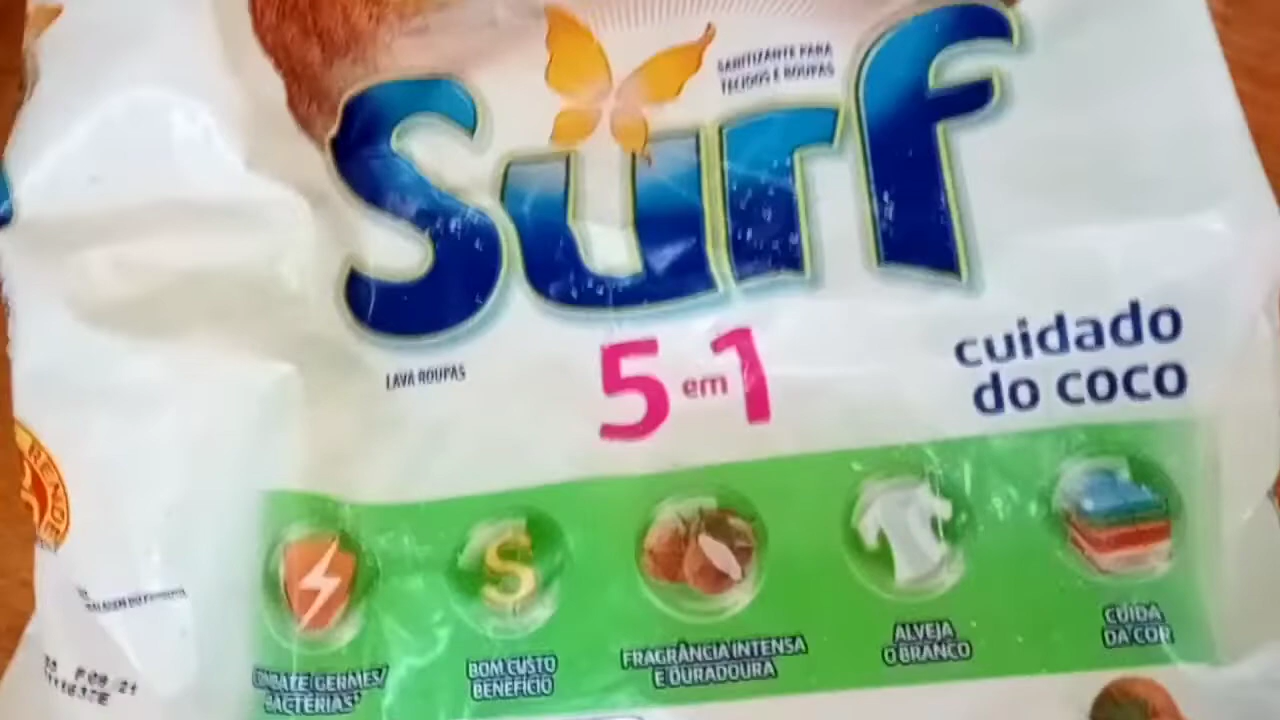 SANITIZANTE PARA
TECIDOS E ROUPAS
Surf
LAVA ROUPAS
5 em 1
cuidado
do coco
GERMES/
BACTÉRIAS*
BOM CUSTO
BENEFÍCIO
FRAGRÂNCIA INTENSA
E DURADOURA
ALVEJA
O BRANCO
CUIDA
DA COR